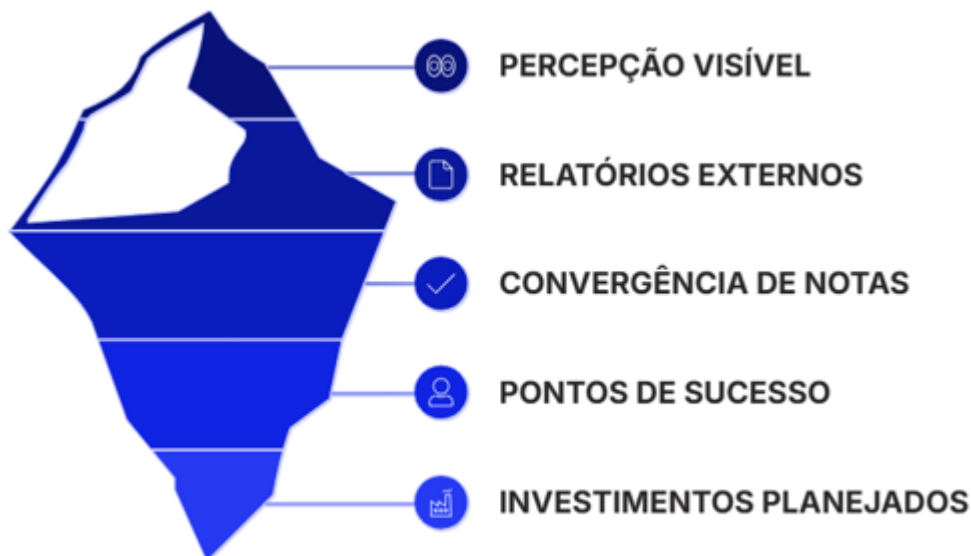 PERCEPÇÃO VISÍVEL
RELATÓRIOS EXTERNOS
CONVERGÊNCIA DE NOTAS
PONTOS DE SUCESSO
INVESTIMENTOS PLANEJADOS